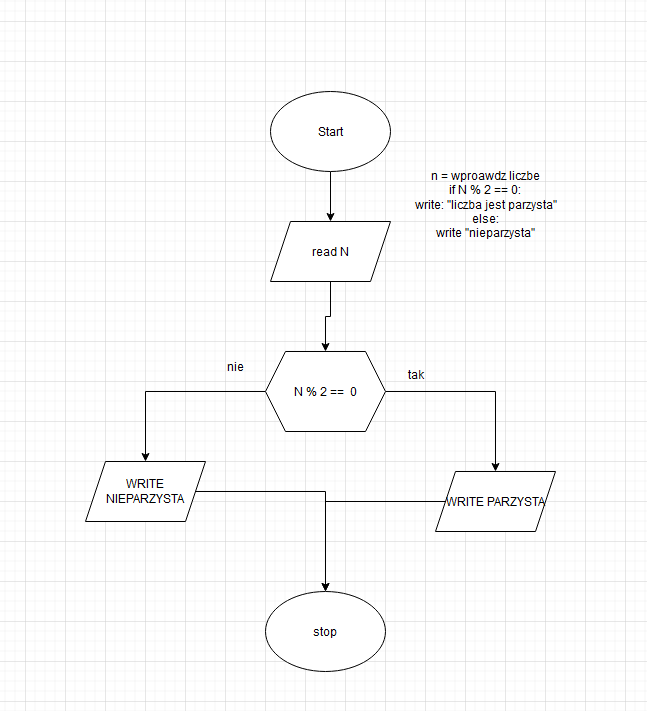 Start
n = wproawdz liczbe
if N % 2 == 0:
write: "liczba jest parzysta"
else:
write "nieparzysta"
read N
nie
tak
N % 2 == 0
WRITE
NIEPARZYSTA
WRITE PARZYSTA
stop